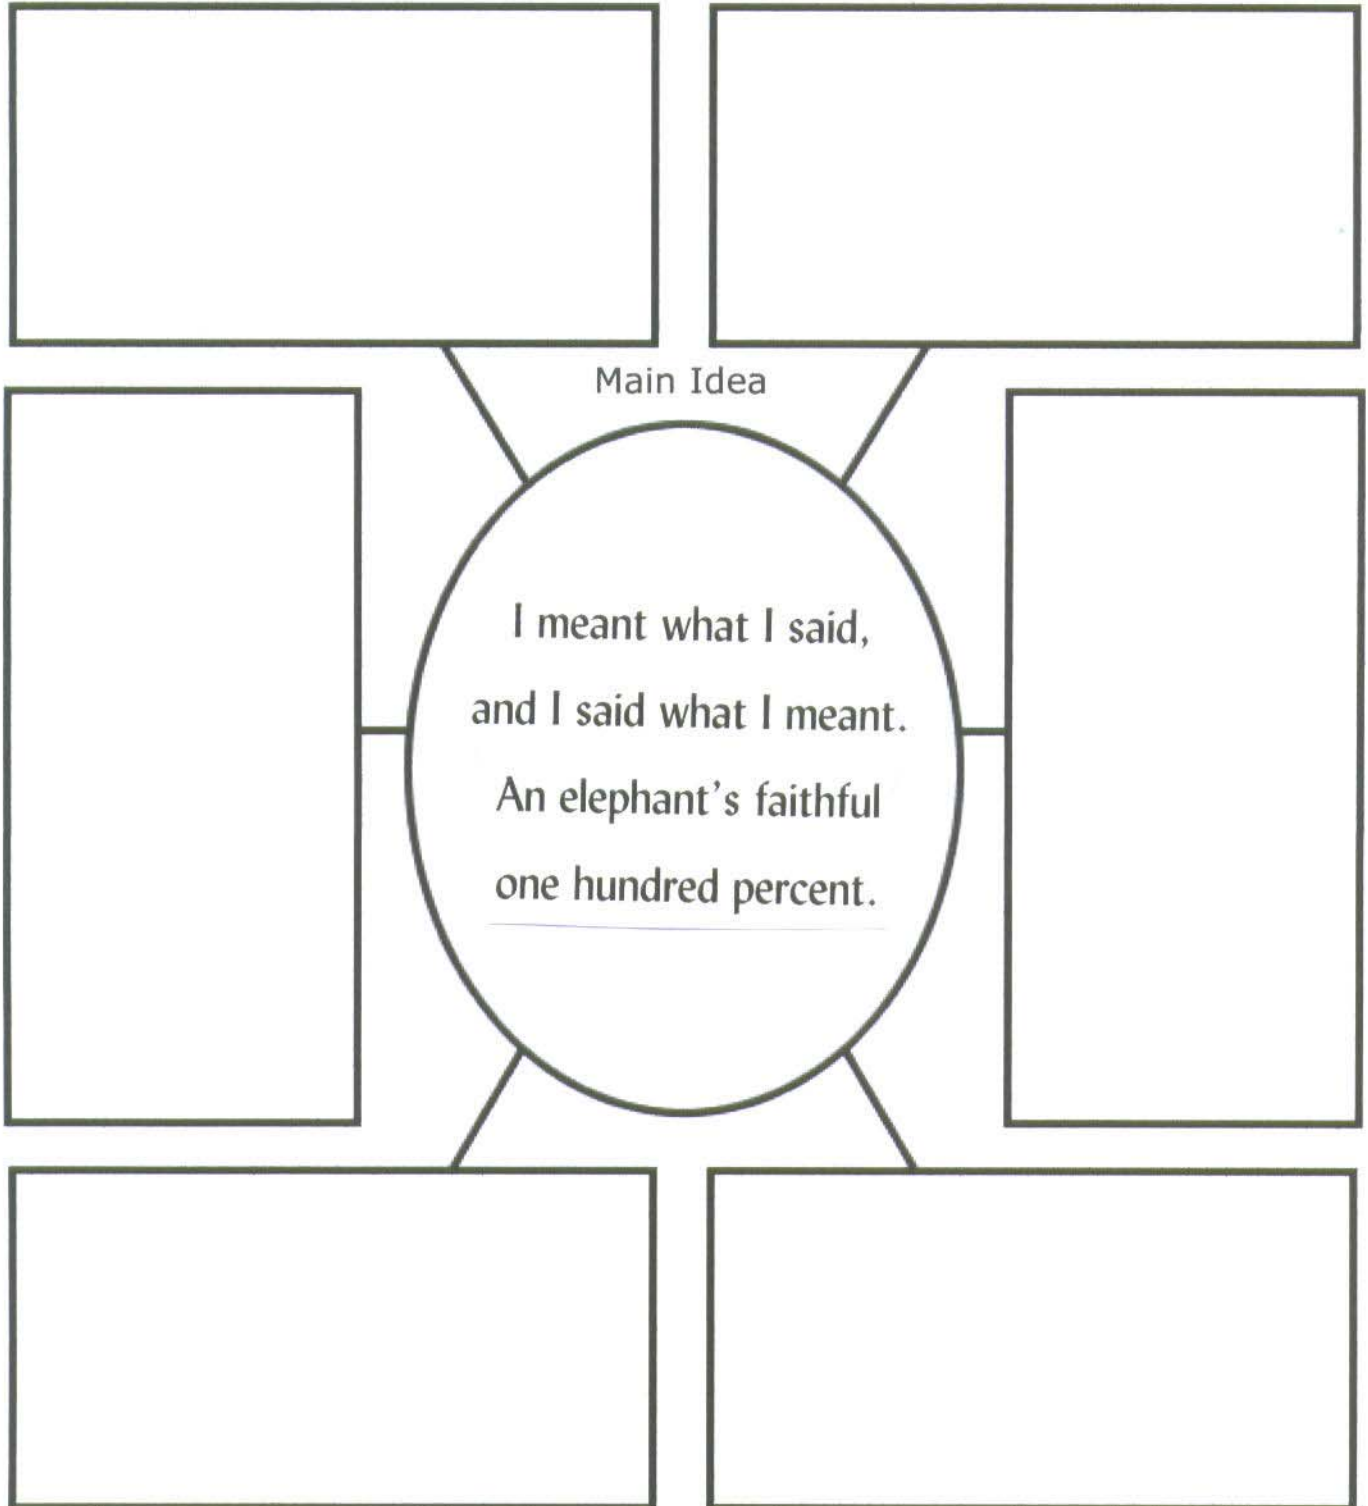 Main Idea
I meant what I said,
and I said what I meant.
An elephant's faithful
one hundred percent.